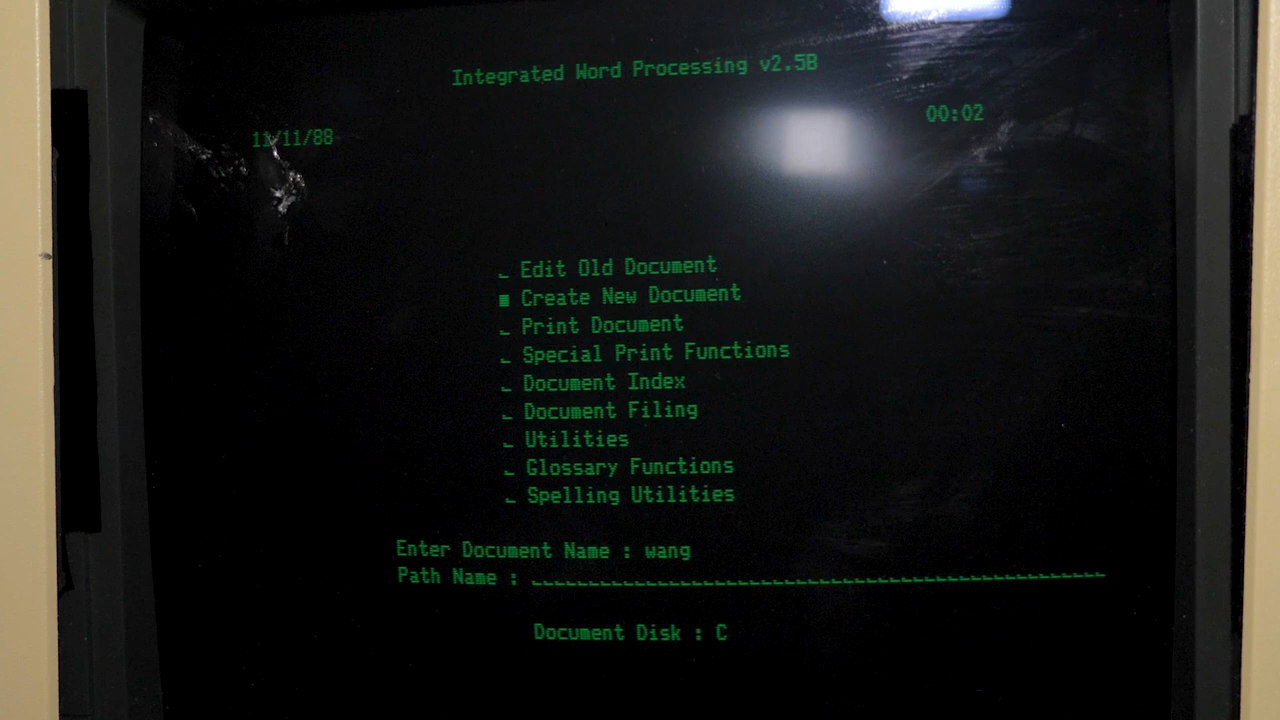 Integrated Word Processing v2.5B
00:02
11/11/88
Edit Old Document
Create New Document
Print Document
Special Print Functions
Document Index
Document Filing
Utilities
Glossary Functions
Spelling Utilities
Enter Document Name : wang
Path Name :
Document Disk : C